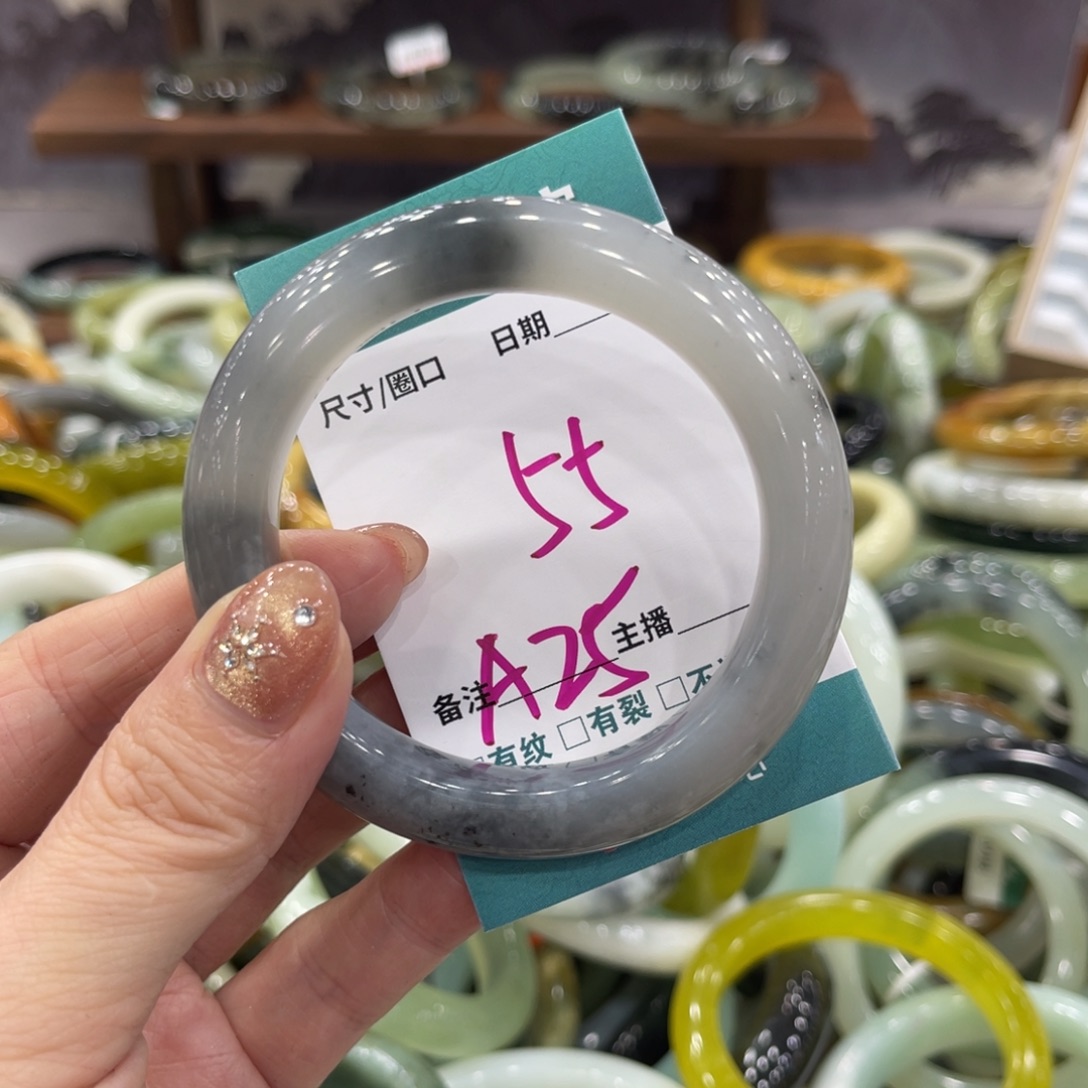 日期
尺寸/圈口
55
主播
备注 A25
有纹 □有裂 □不